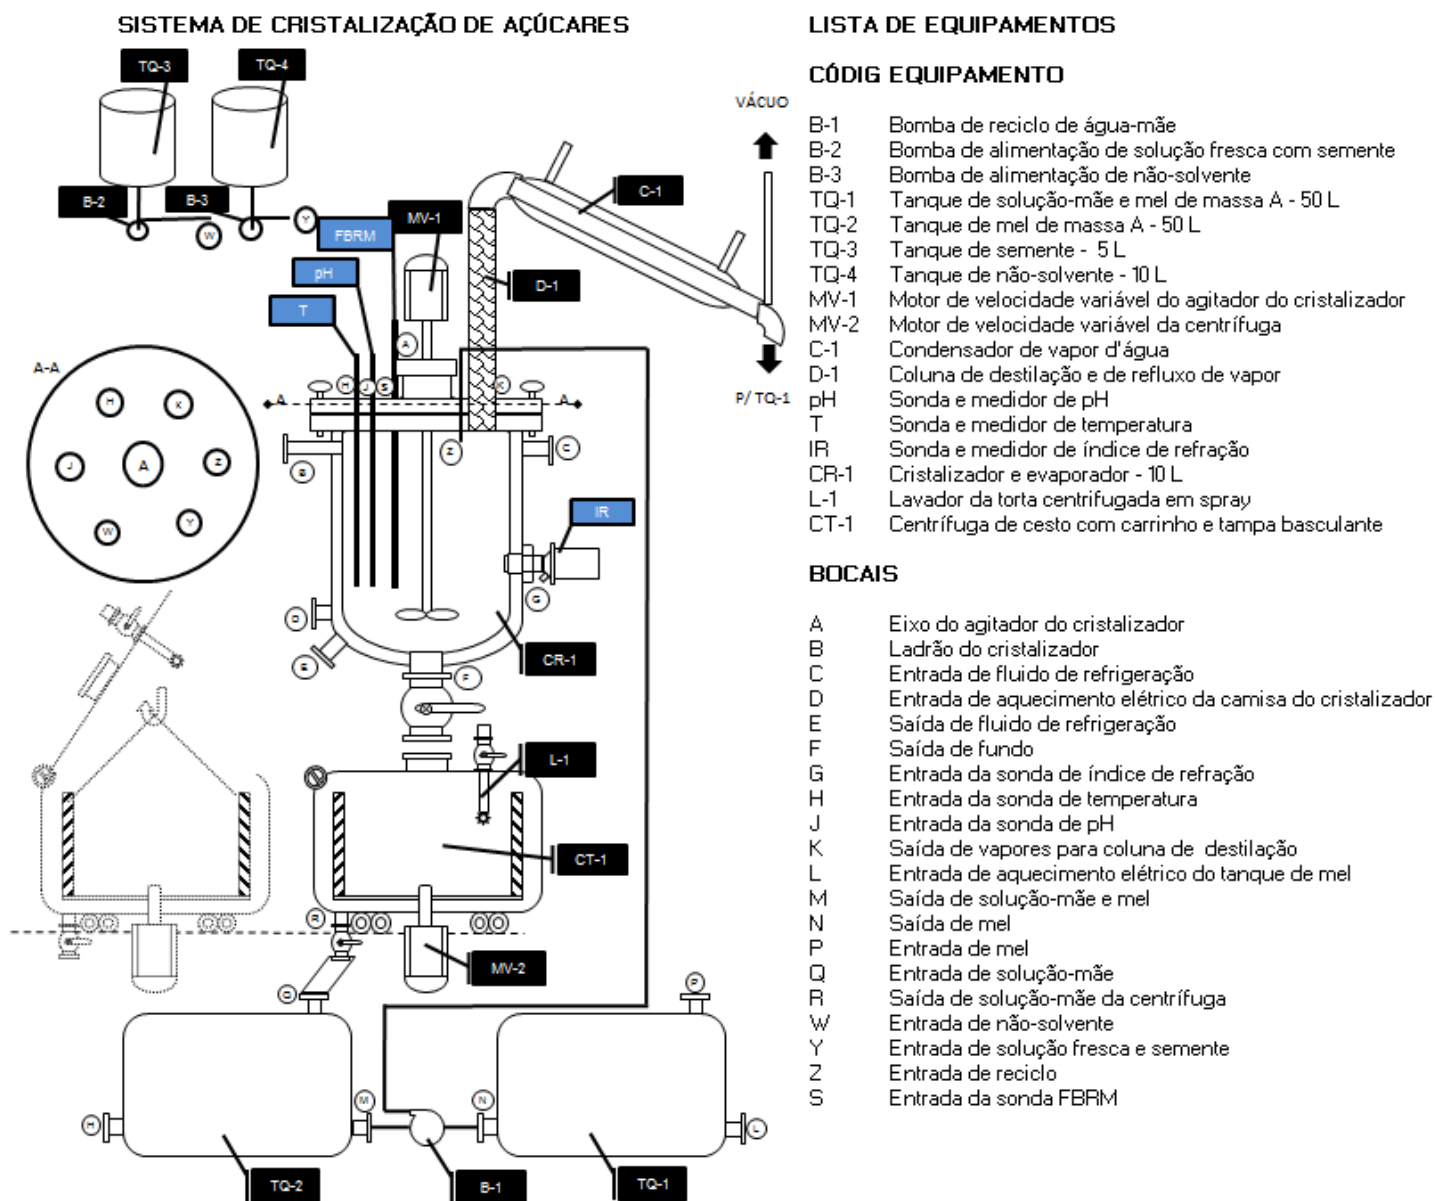 SISTEMA DE CRISTALIZAÇÃO DE AÇÚCARES
TQ-3
TQ-4
B-2
B-3
W
Y
FBRM
MV-1
pH
T
D-1
C-1
VÁCUO
P/ TQ-1
A-A
H
K
J
A
Z
W
Y
A
H
J
S
K
A
A
B
Z
C
IR
G
D
E
CR-1
F
L-1
CT-1
R
MV-2
Q
P
H
M
N
L
TQ-2
B-1
TQ-1
LISTA DE EQUIPAMENTOS
CÓDIG EQUIPAMENTO
B-1 Bomba de reciclo de água-mãe
B-2 Bomba de alimentação de solução fresca com semente
B-3 Bomba de alimentação de não-solvente
TQ-1 Tanque de solução-mãe e mel de massa A - 50 L
TQ-2 Tanque de mel de massa A - 50 L
TQ-3 Tanque de semente - 5 L
TQ-4 Tanque de não-solvente - 10 L
MV-1 Motor de velocidade variável do agitador do cristalizador
MV-2 Motor de velocidade variável da centrífuga
C-1 Condensador de vapor d'água
D-1 Coluna de destilação e de refluxo de vapor
pH Sonda e medidor de pH
T Sonda e medidor de temperatura
IR Sonda e medidor de índice de refração
CR-1 Cristalizador e evaporador - 10 L
L-1 Lavador da torta centrifugada em spray
CT-1 Centrífuga de cesto com carrinho e tampa basculante
BOCAIS
A Eixo do agitador do cristalizador
B Ladrão do cristalizador
C Entrada de fluido de refrigeração
D Entrada de aquecimento elétrico da camisa do cristalizador
E Saída de fluido de refrigeração
F Saída de fundo
G Entrada da sonda de índice de refração
H Entrada da sonda de temperatura
J Entrada da sonda de pH
K Saída de vapores para coluna de destilação
L Entrada de aquecimento elétrico do tanque de mel
M Saída de solução-mãe e mel
N Saída de mel
P Entrada de mel
Q Entrada de solução-mãe
R Saída de solução-mãe da centrífuga
W Entrada de não-solvente
Y Entrada de solução fresca e semente
Z Entrada de reciclo
S Entrada da sonda FBRM